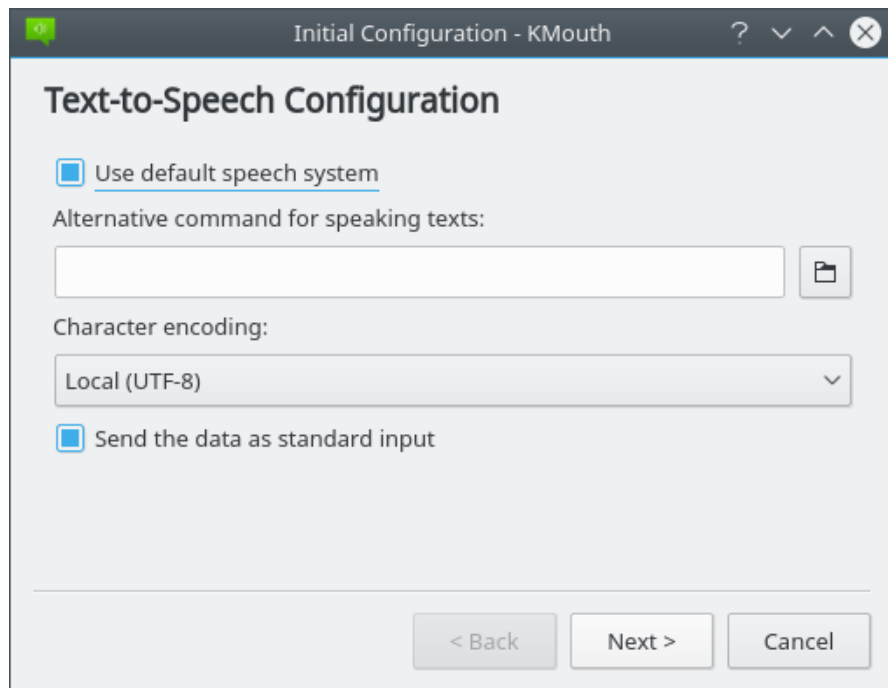 Initial Configuration - KMouth
Text-to-Speech Configuration
Use default speech system
Alternative command for speaking texts:
Character encoding:
Local (UTF-8)
Send the data as standard input
< Back Next > Cancel